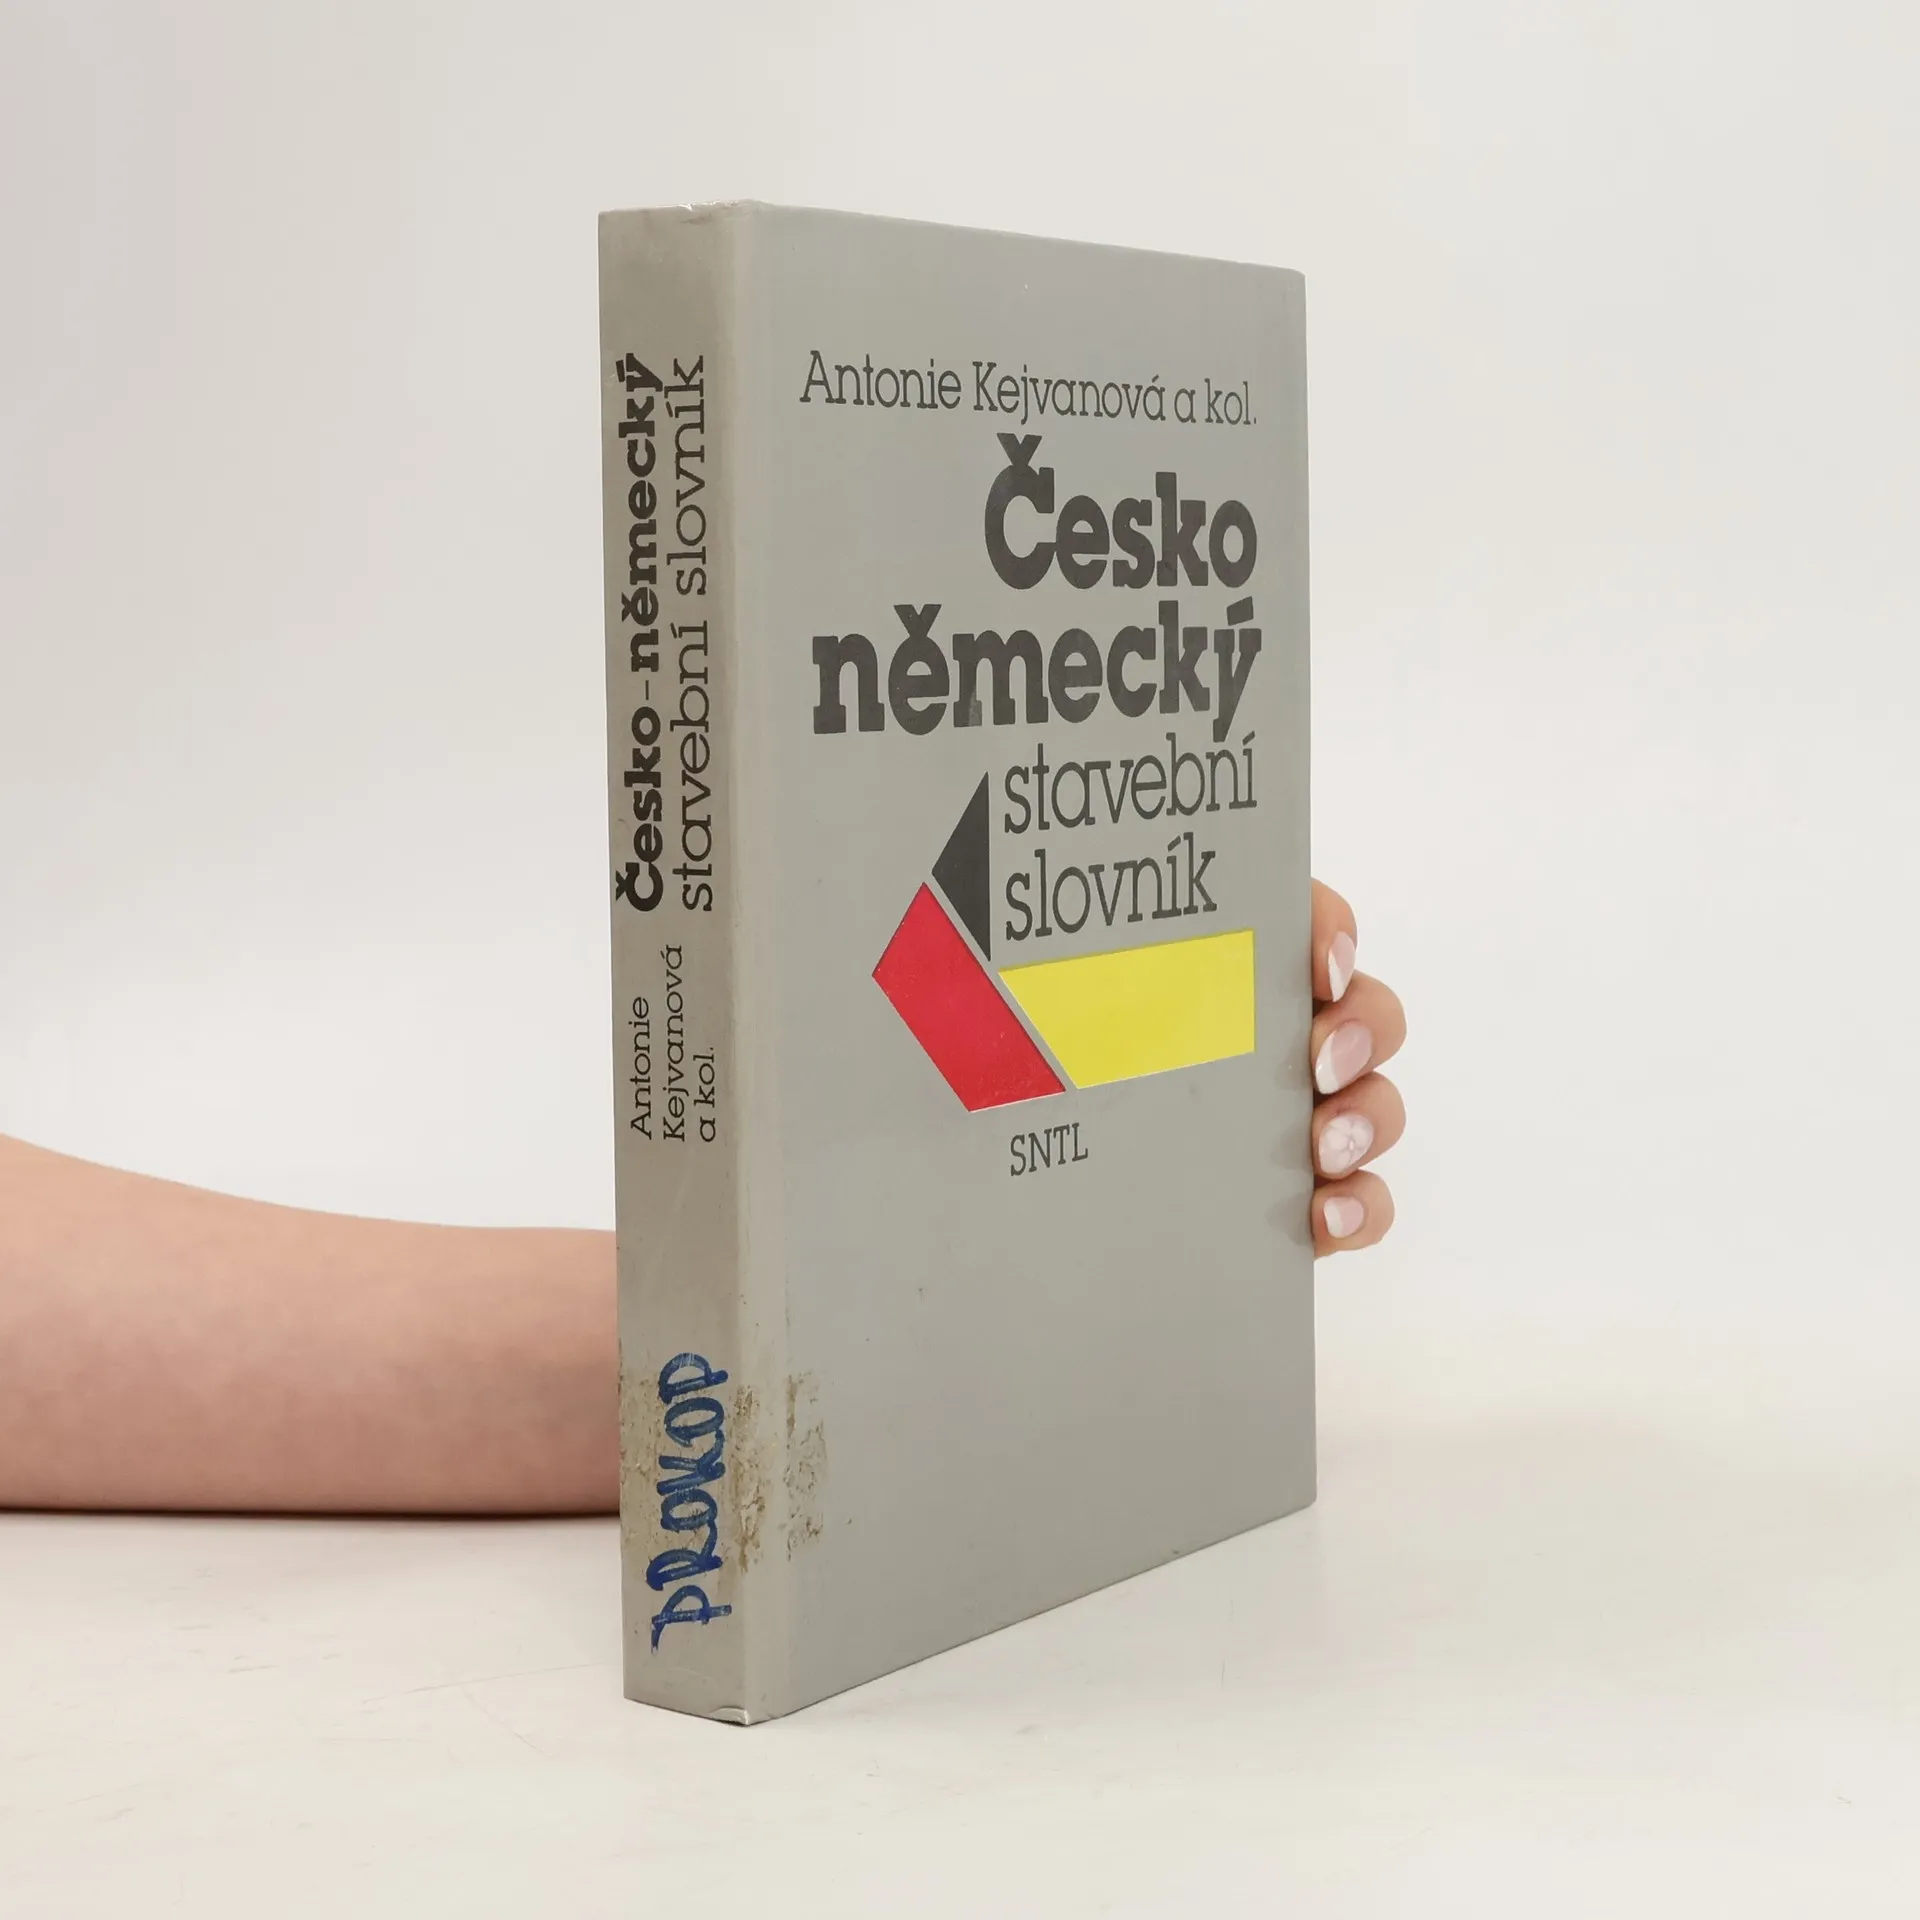 Antonie Kejvanová a kol.
Česko
německý
stavební
slovník
SNTL
Česko-německý
stavební slovník
Antonie
Kejvanová
a kol.
PROKOP